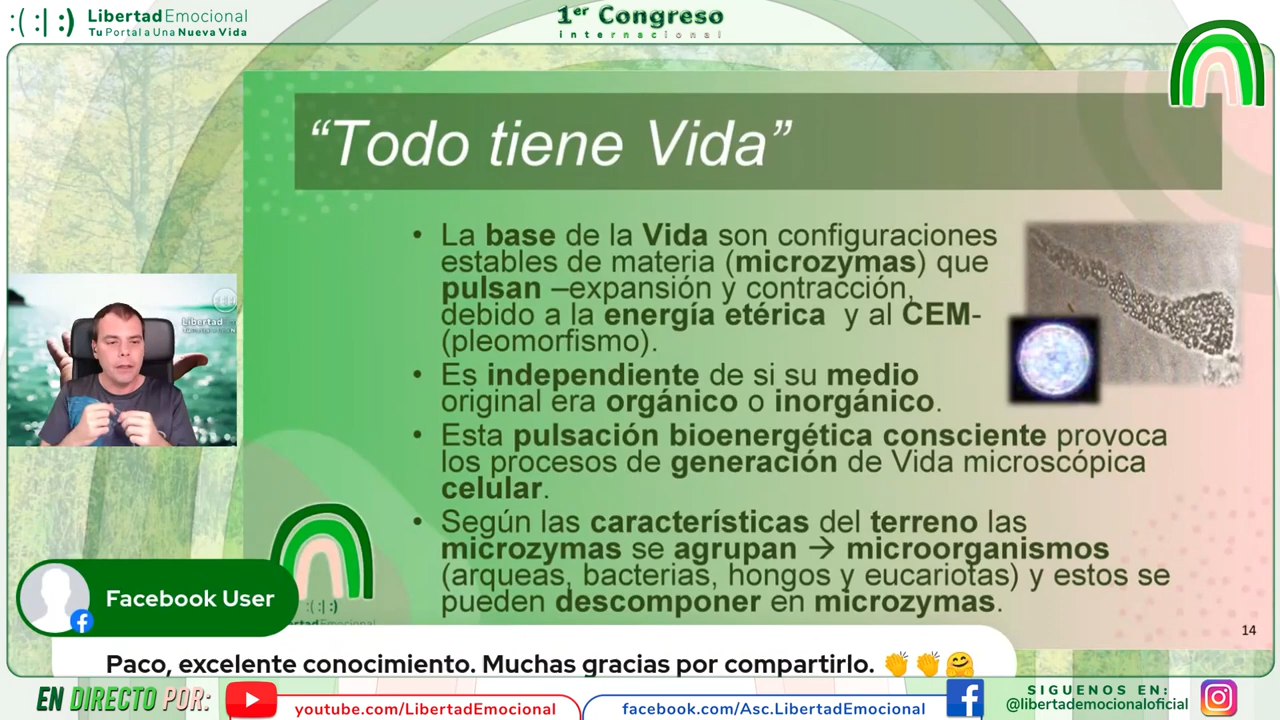 :(|:) LibertadEmocional
Tu Portal a Una Nueva Vida
1er Congreso
internacional
“Todo tiene Vida”
• La base de la Vida son configuraciones
estables de materia (microzymas) que
pulsan –expansión y contracción,
debido a la energía etérica y al CEM-
(pleomorfismo).
• Es independiente de si su medio
original era orgánico o inorgánico.
• Esta pulsación bioenergética consciente provoca
los procesos de generación de Vida microscópica
celular.
• Según las características del terreno las
microzymas se agrupan → microorganismos
(arqueas, bacterias, hongos y eucariotas) y estos se
pueden descomponer en microzymas.
14
Libertad
Facebook User
Paco, excelente conocimiento. Muchas gracias por compartirlo. 👏 👏 🤗
EN DIRECTO POR:
youtube.com/LibertadEmocional
facebook.com/Asc.LibertadEmocional
SIGUENOS EN:
@libertademocionaloficial